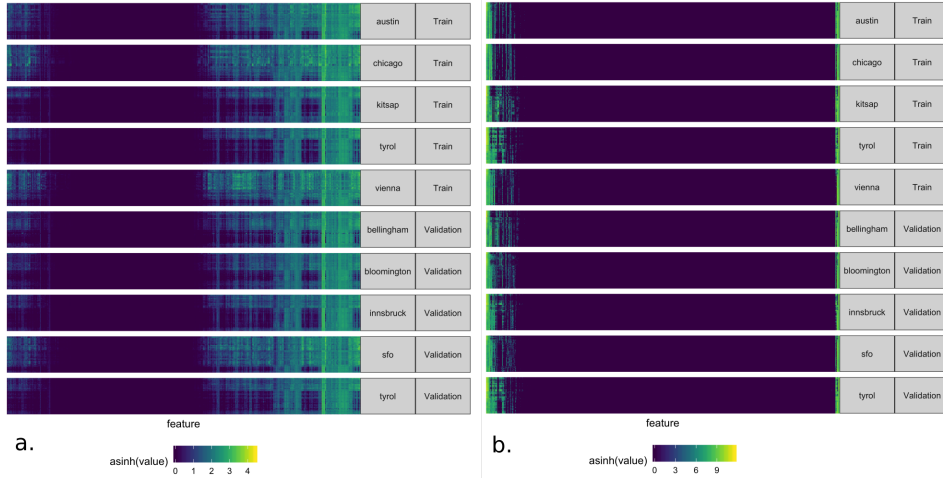 austin Train
chicago Train
kitsap Train
tyrol Train
vienna Train
bellingham Validation
bloomington Validation
innsbruck Validation
sfo Validation
tyrol Validation
feature
a.
asinh(value)
0 1 2 3 4
austin Train
chicago Train
kitsap Train
tyrol Train
vienna Train
bellingham Validation
bloomington Validation
innsbruck Validation
sfo Validation
tyrol Validation
feature
b.
asinh(value)
0 3 6 9